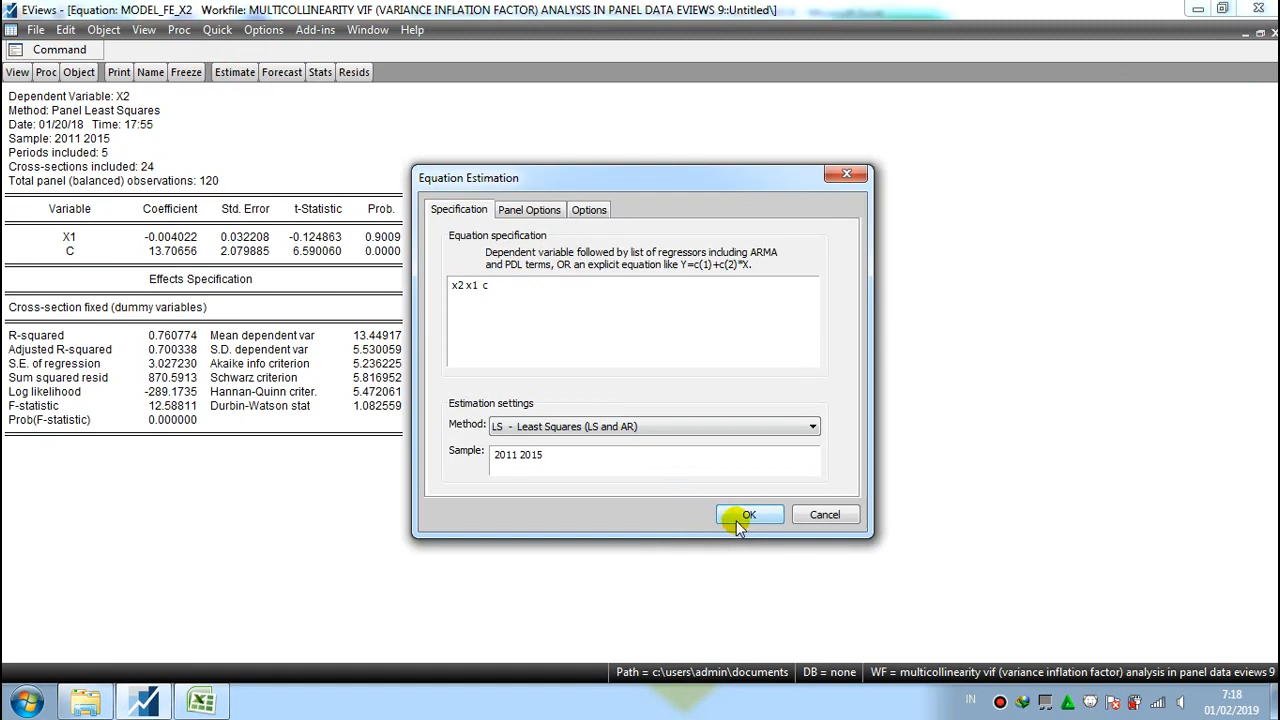 EViews - [Equation: MODEL_FE_X2   Workfile: MULTICOLLINARITY VIF (VARIANCE INFLATION FACTOR) ANALYSIS IN PANEL DATA EVIEWS 9::Untitled\]
File Edit Object View Proc Quick Options Add-ins Window Help
Command
View Proc Object Print Name Freeze Estimate Forecast Stats Resids
Dependent Variable: X2
Method: Panel Least Squares
Date: 01/20/18   Time: 17:55
Sample: 2011 2015
Periods included: 5
Cross-sections included: 24
Total panel (balanced) observations: 120
Variable Coefficient Std. Error t-Statistic Prob.
X1 -0.004022 0.032208 -0.124863 0.9009
C 13.70656 2.079885 6.590060 0.0000
Effects Specification
Cross-section fixed (dummy variables)
R-squared 0.760774 Mean dependent var 13.44917
Adjusted R-squared 0.700338 S.D. dependent var 5.530059
S.E. of regression 3.027230 Akaike info criterion 5.236225
Sum squared resid 870.5913 Schwarz criterion 5.816952
Log likelihood -289.1735 Hannan-Quinn criter. 5.472061
F-statistic 12.58811 Durbin-Watson stat 1.082559
Prob(F-statistic) 0.000000
Equation Estimation
Specification Panel Options Options
Equation specification
Dependent variable followed by list of regressors including ARMA
and PDL terms, OR an explicit equation like Y=c(1)+c(2)*X.
x2 x1 c
Estimation settings
Method: LS - Least Squares (LS and AR)
Sample: 2011 2015
OK Cancel
Path = c:\users\admin\documents DB = none WF = multicollinearity vif (variance inflation factor) analysis in panel data eviews 9
IN 7:18
01/02/2019